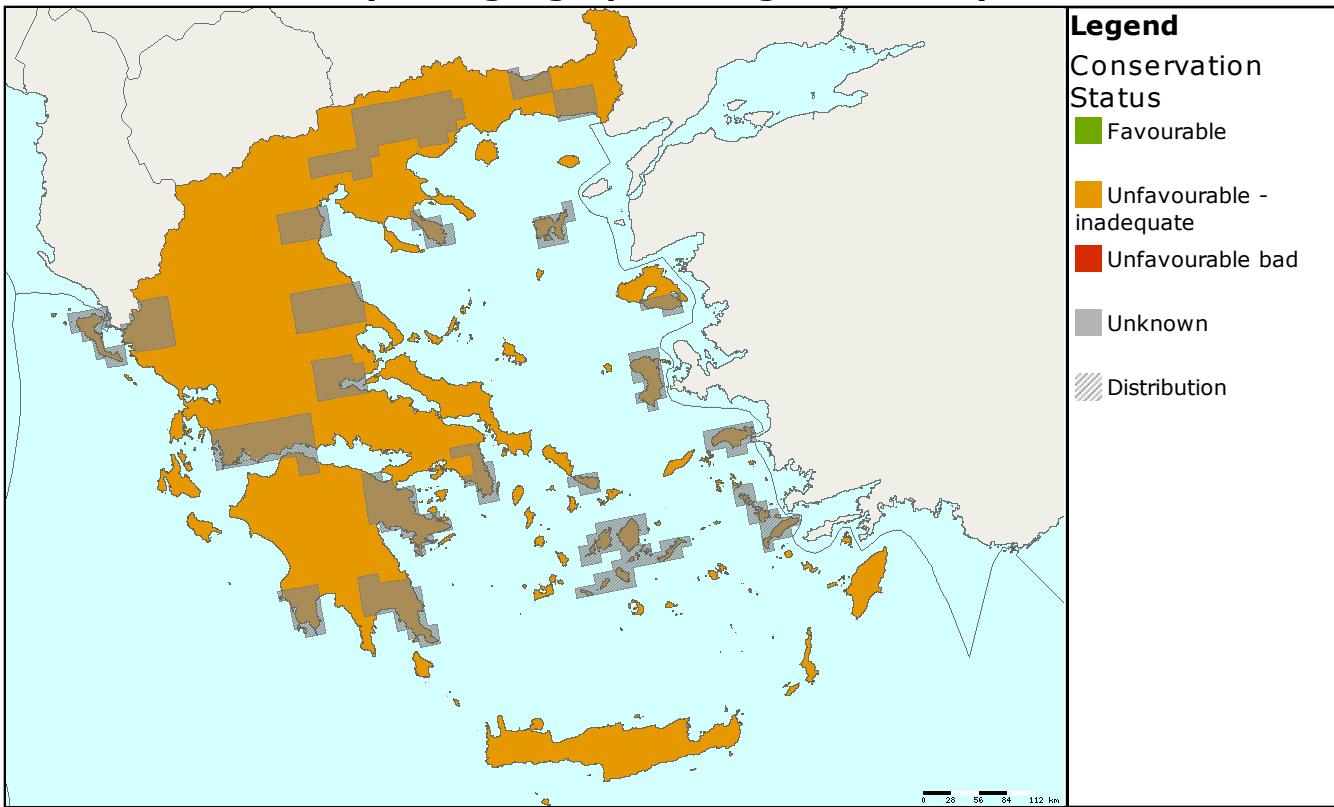 Legend
Conservation
Status
Favourable
Unfavourable -
inadequate
Unfavourable bad
Unknown
Distribution
0 28 56 84 112 km